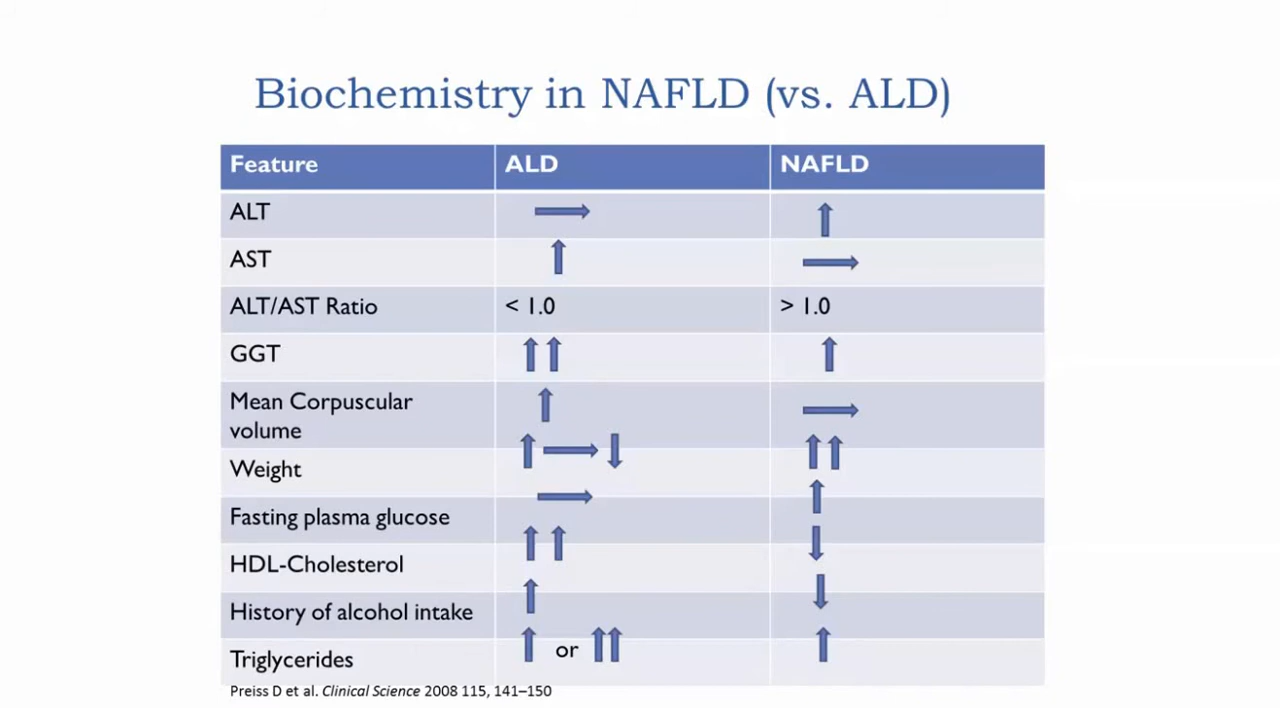 Biochemistry in NAFLD (vs. ALD)
Feature ALD NAFLD
ALT
AST
ALT/AST Ratio < 1.0 > 1.0
GGT
Mean Corpuscular
volume
Weight
Fasting plasma glucose
HDL-Cholesterol
History of alcohol intake
or
Triglycerides
Preiss D et al. Clinical Science 2008 115, 141–150